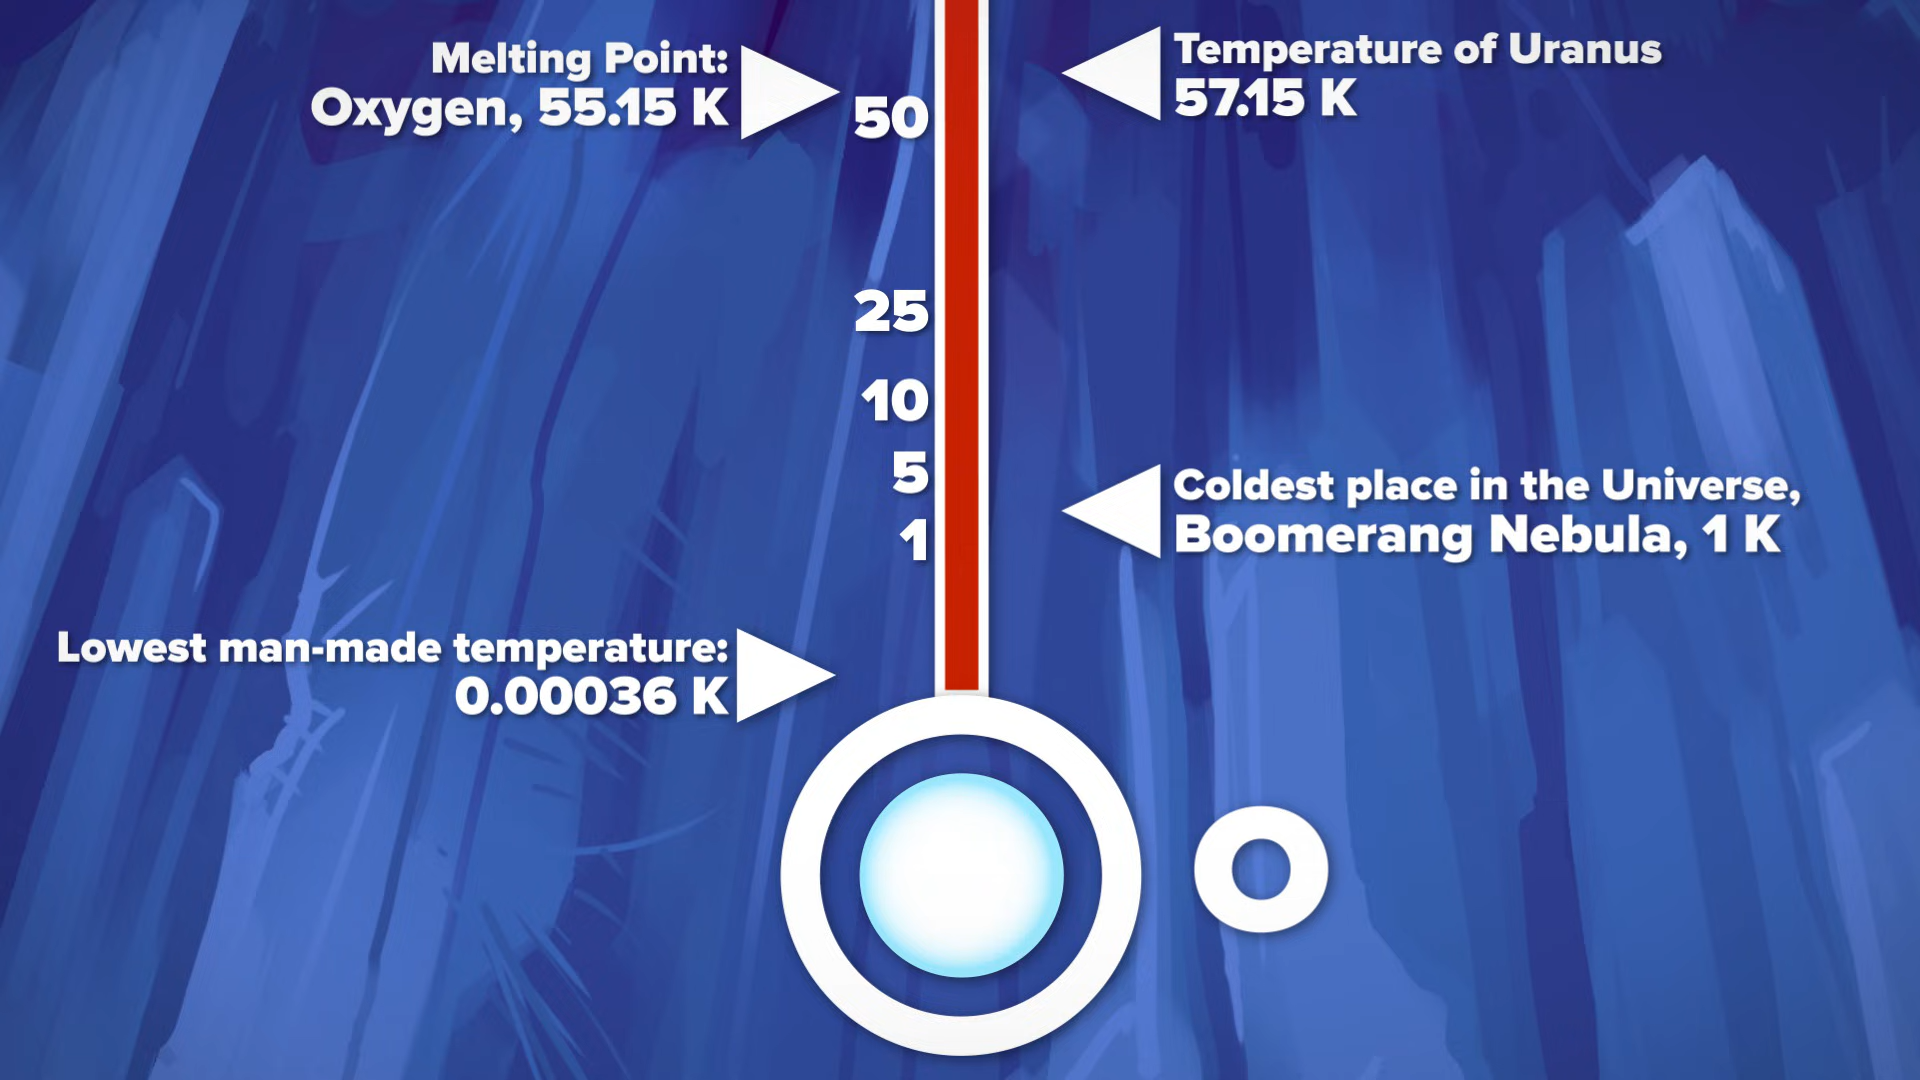 Melting Point:
Oxygen, 55.15 K
Temperature of Uranus
57.15 K
50
25
10
5
1
Coldest place in the Universe,
Boomerang Nebula, 1 K
Lowest man-made temperature:
0.00036 K
0